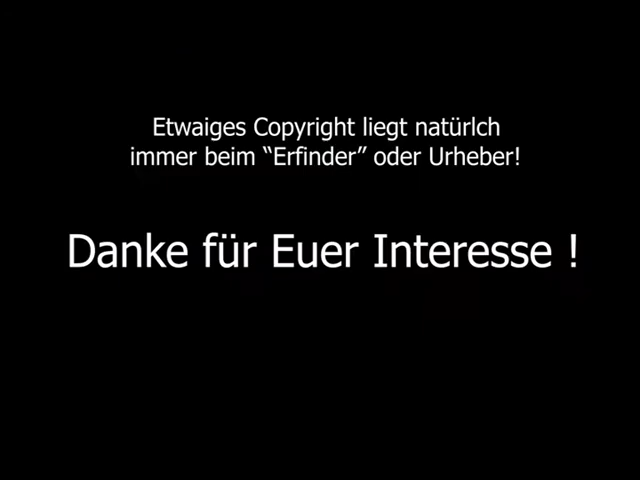 Etwaiges Copyright liegt natürlch
immer beim “Erfinder” oder Urheber!
Danke für Euer Interesse !